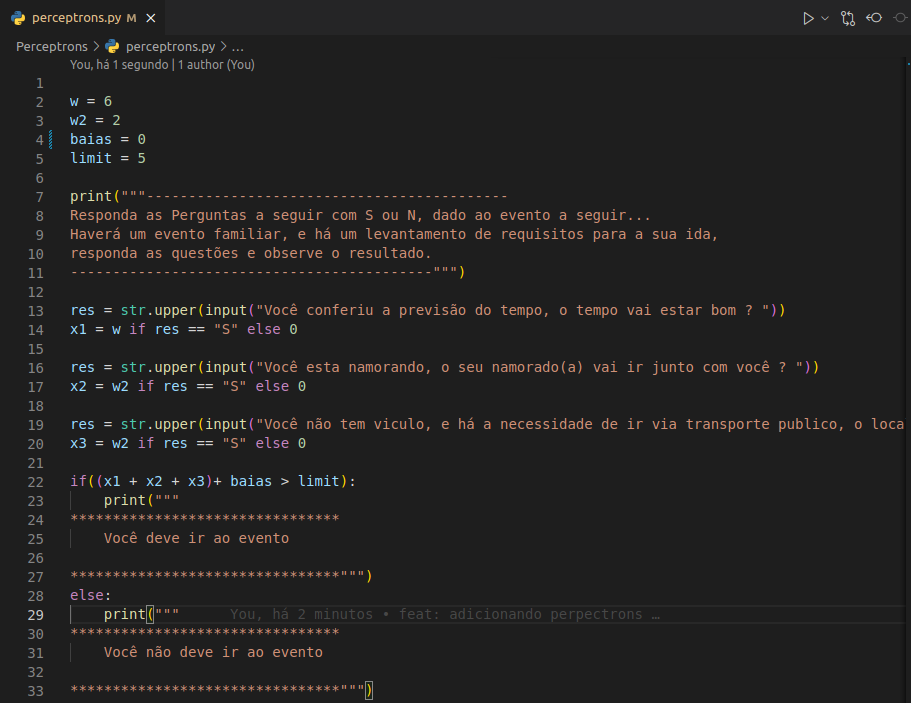 perceptrons.py M
Perceptrons > perceptrons.py > ...
You, há 1 segundo | 1 author (You)
1
2 w = 6
3 w2 = 2
4 baias = 0
5 limit = 5
6
7 print("""-------------------------------------------
8 Responda as Perguntas a seguir com S ou N, dado ao evento a seguir...
9 Haverá um evento familiar, e há um levantamento de requisitos para a sua ida,
10 responda as questões e observe o resultado.
11 -------------------------------------------""")
12
13 res = str.upper(input("Você conferiu a previsão do tempo, o tempo vai estar bom ? "))
14 x1 = w if res == "S" else 0
15
16 res = str.upper(input("Você esta namorando, o seu namorado(a) vai ir junto com você ? "))
17 x2 = w2 if res == "S" else 0
18
19 res = str.upper(input("Você não tem viculo, e há a necessidade de ir via transporte publico, o loca
20 x3 = w2 if res == "S" else 0
21
22 if((x1 + x2 + x3)+ baias > limit):
23     print("""
24 ********************************
25     Você deve ir ao evento
26
27 ********************************""")
28 else:
29     print("""      You, há 2 minutos • feat: adicionando perpectrons …
30 ********************************
31     Você não deve ir ao evento
32
33 ********************************""")